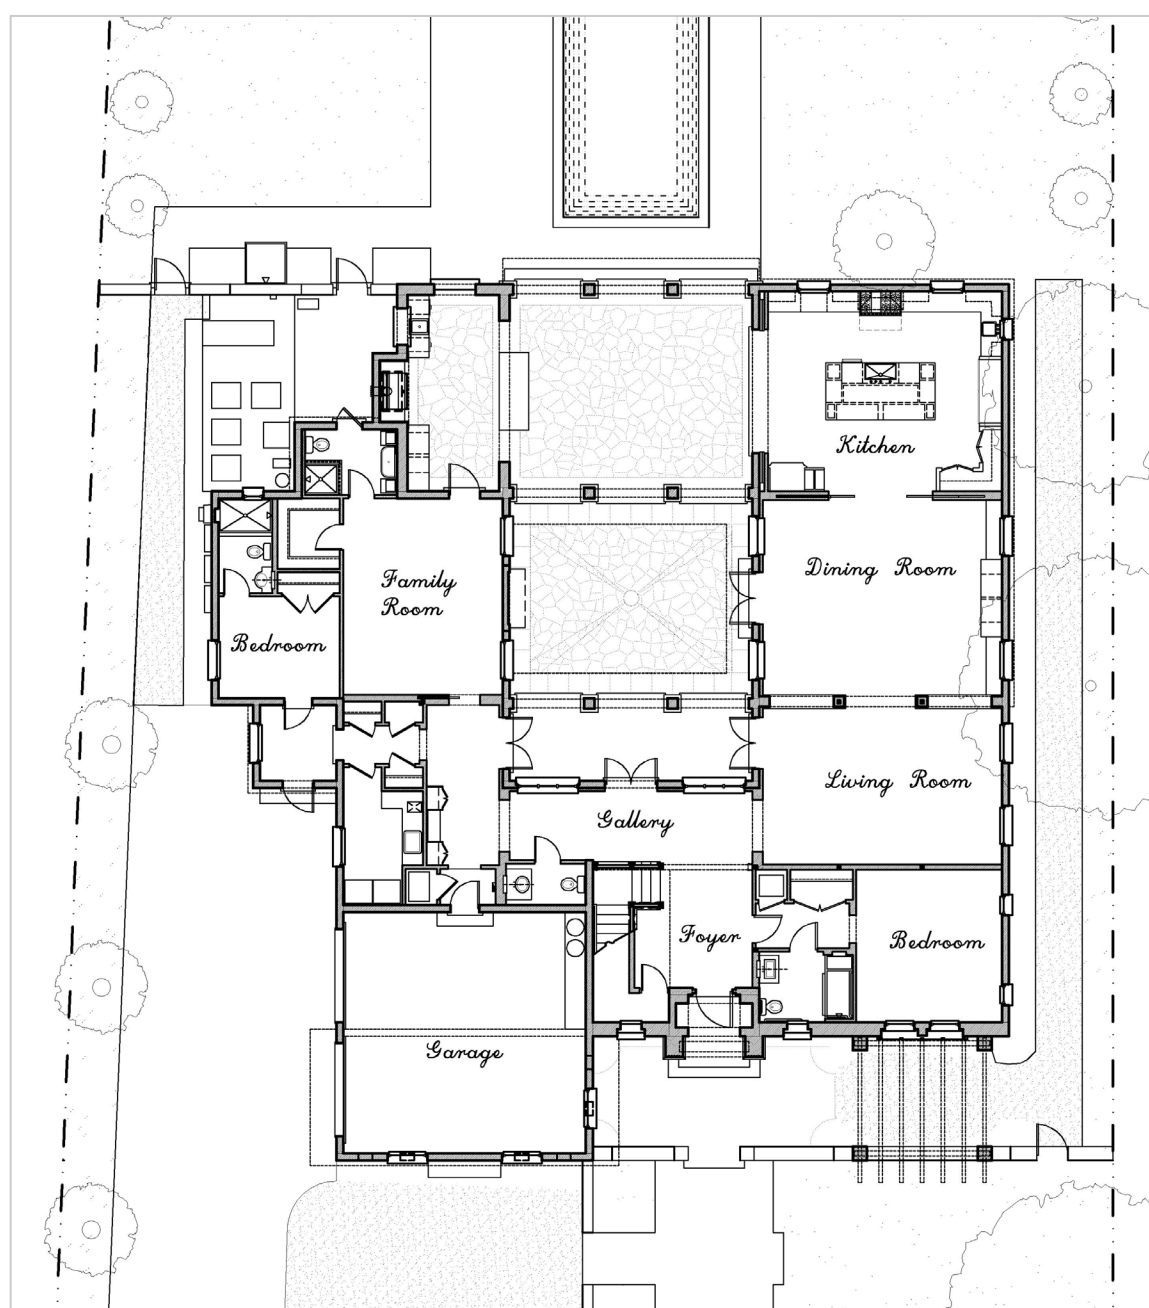 Kitchen
Dining Room
Family
Room
Bedroom
Living Room
Gallery
Foyer
Bedroom
Garage